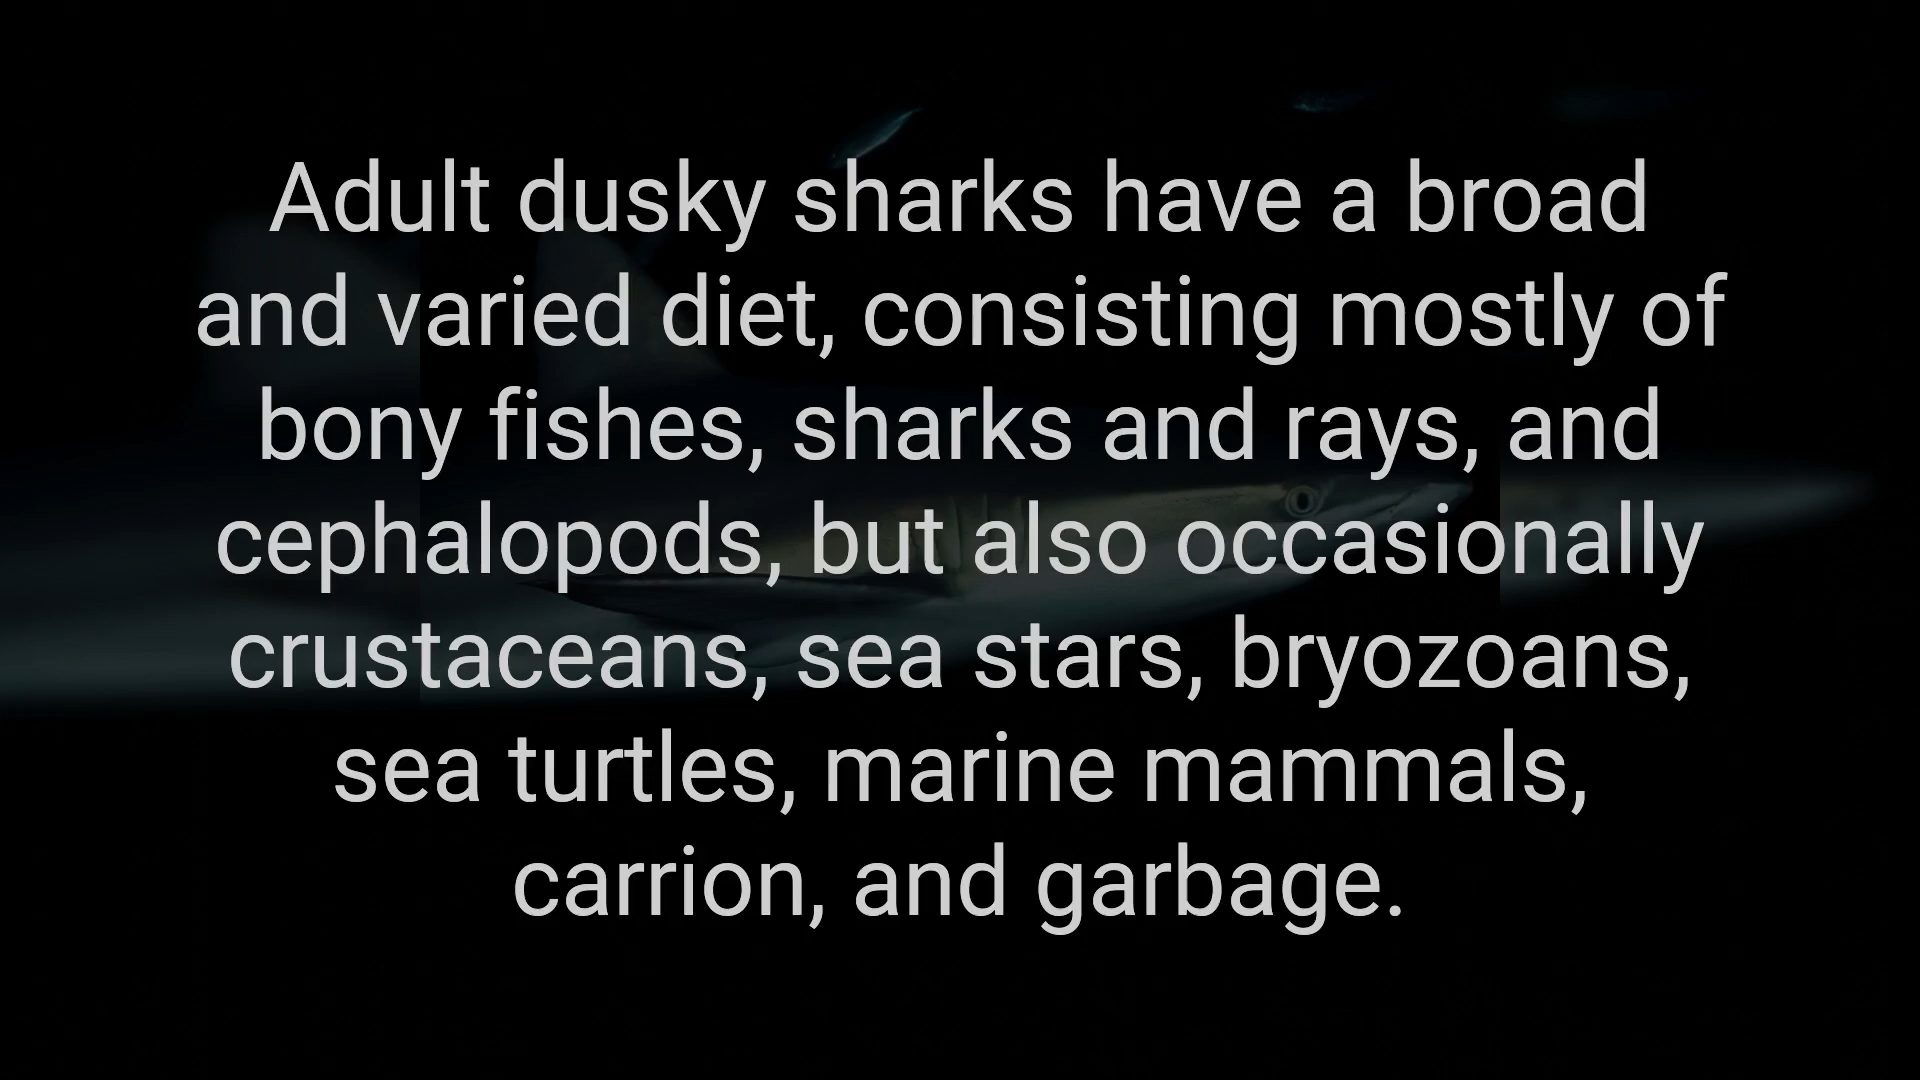 Adult dusky sharks have a broad
and varied diet, consisting mostly of
bony fishes, sharks and rays, and
cephalopods, but also occasionally
crustaceans, sea stars, bryozoans,
sea turtles, marine mammals,
carrion, and garbage.